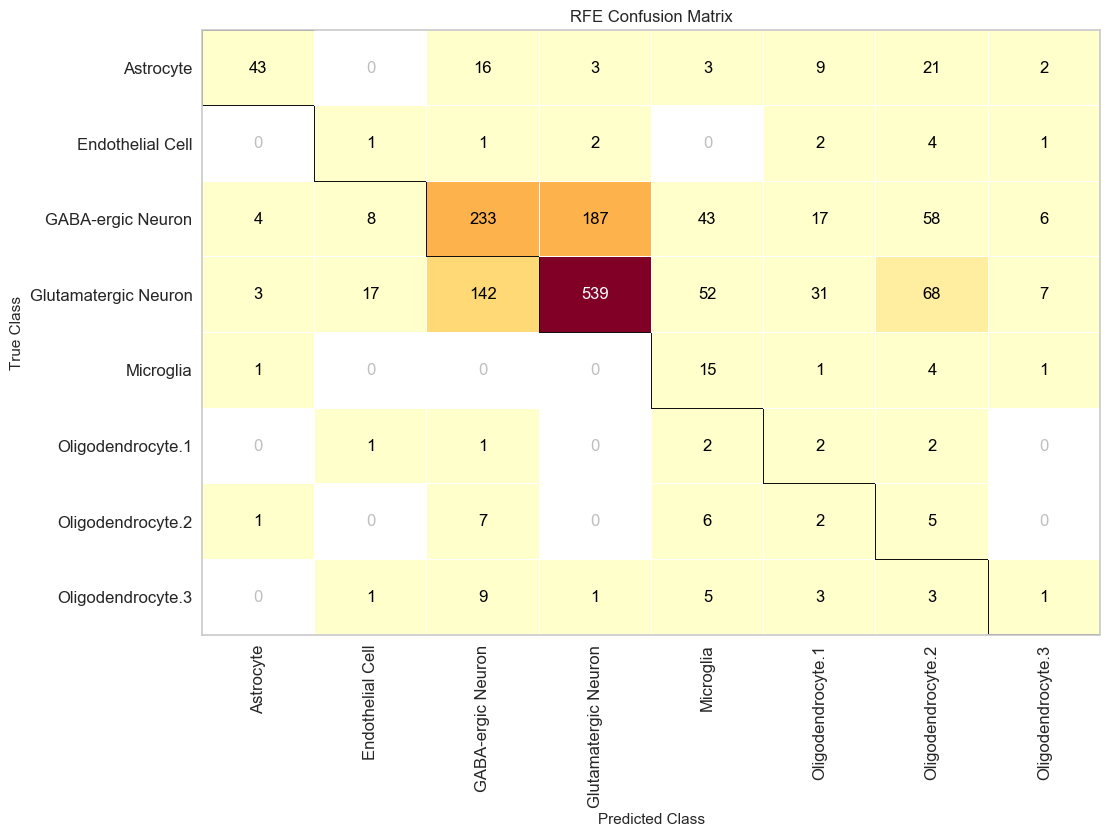 RFE Confusion Matrix
True Class
Astrocyte 43 0 16 3 3 9 21 2
Endothelial Cell 0 1 1 2 0 2 4 1
GABA-ergic Neuron 4 8 233 187 43 17 58 6
Glutamatergic Neuron 3 17 142 539 52 31 68 7
Microglia 1 0 0 0 15 1 4 1
Oligodendrocyte.1 0 1 1 0 2 2 2 0
Oligodendrocyte.2 1 0 7 0 6 2 5 0
Oligodendrocyte.3 0 1 9 1 5 3 3 1
Astrocyte
Endothelial Cell
GABA-ergic Neuron
Glutamatergic Neuron
Microglia
Oligodendrocyte.1
Oligodendrocyte.2
Oligodendrocyte.3
Predicted Class